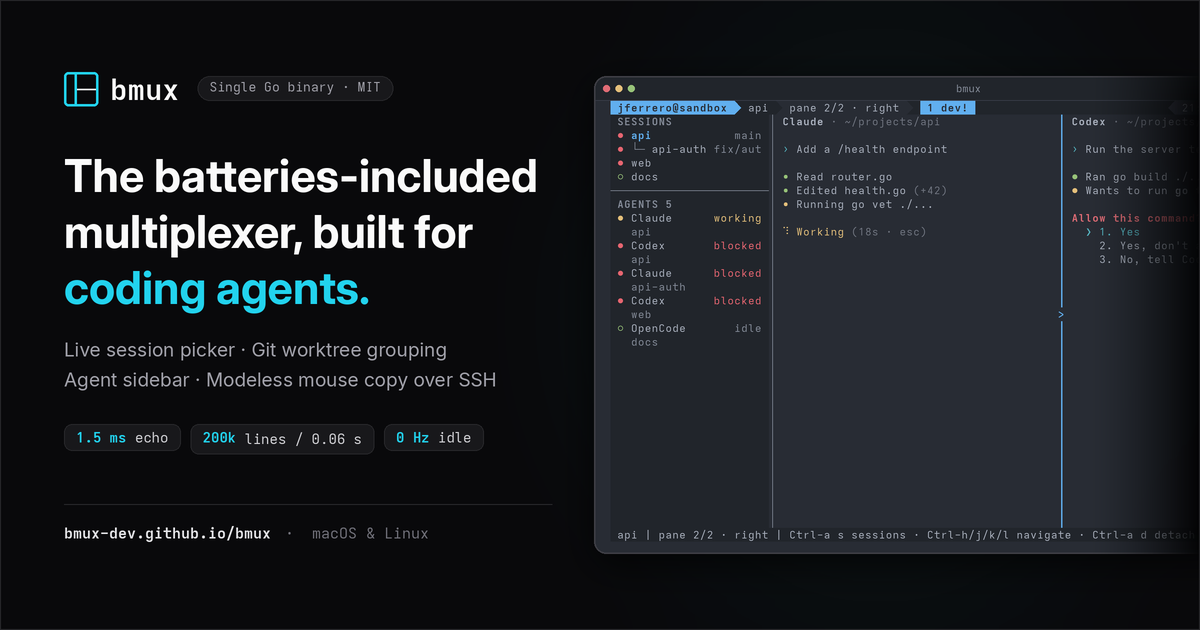 bmux
Single Go binary · MIT
The batteries-included
multiplexer, built for
coding agents.
Live session picker · Git worktree grouping
Agent sidebar · Modeless mouse copy over SSH
1.5 ms echo
200k lines / 0.06 s
0 Hz idle
bmux-dev.github.io/bmux · macOS & Linux
bmux
jferrero@sandbox api pane 2/2 · right 1 dev!
SESSIONS
● api main
● └─ api-auth fix/aut
● web
○ docs
AGENTS 5
● Claude working
api
● Codex blocked
api
● Claude blocked
api-auth
● Codex blocked
web
○ OpenCode idle
docs
Claude · ~/projects/api
› Add a /health endpoint
● Read router.go
● Edited health.go (+42)
● Running go vet ./...
Working (18s · esc)
>
Codex · ~/projects
› Run the server
● Ran go build ./
● Wants to run go
Allow this comman
❯ 1. Yes
2. Yes, don't
3. No, tell Co
api | pane 2/2 · right | Ctrl-a s sessions · Ctrl-h/j/k/l navigate · Ctrl-a d detac